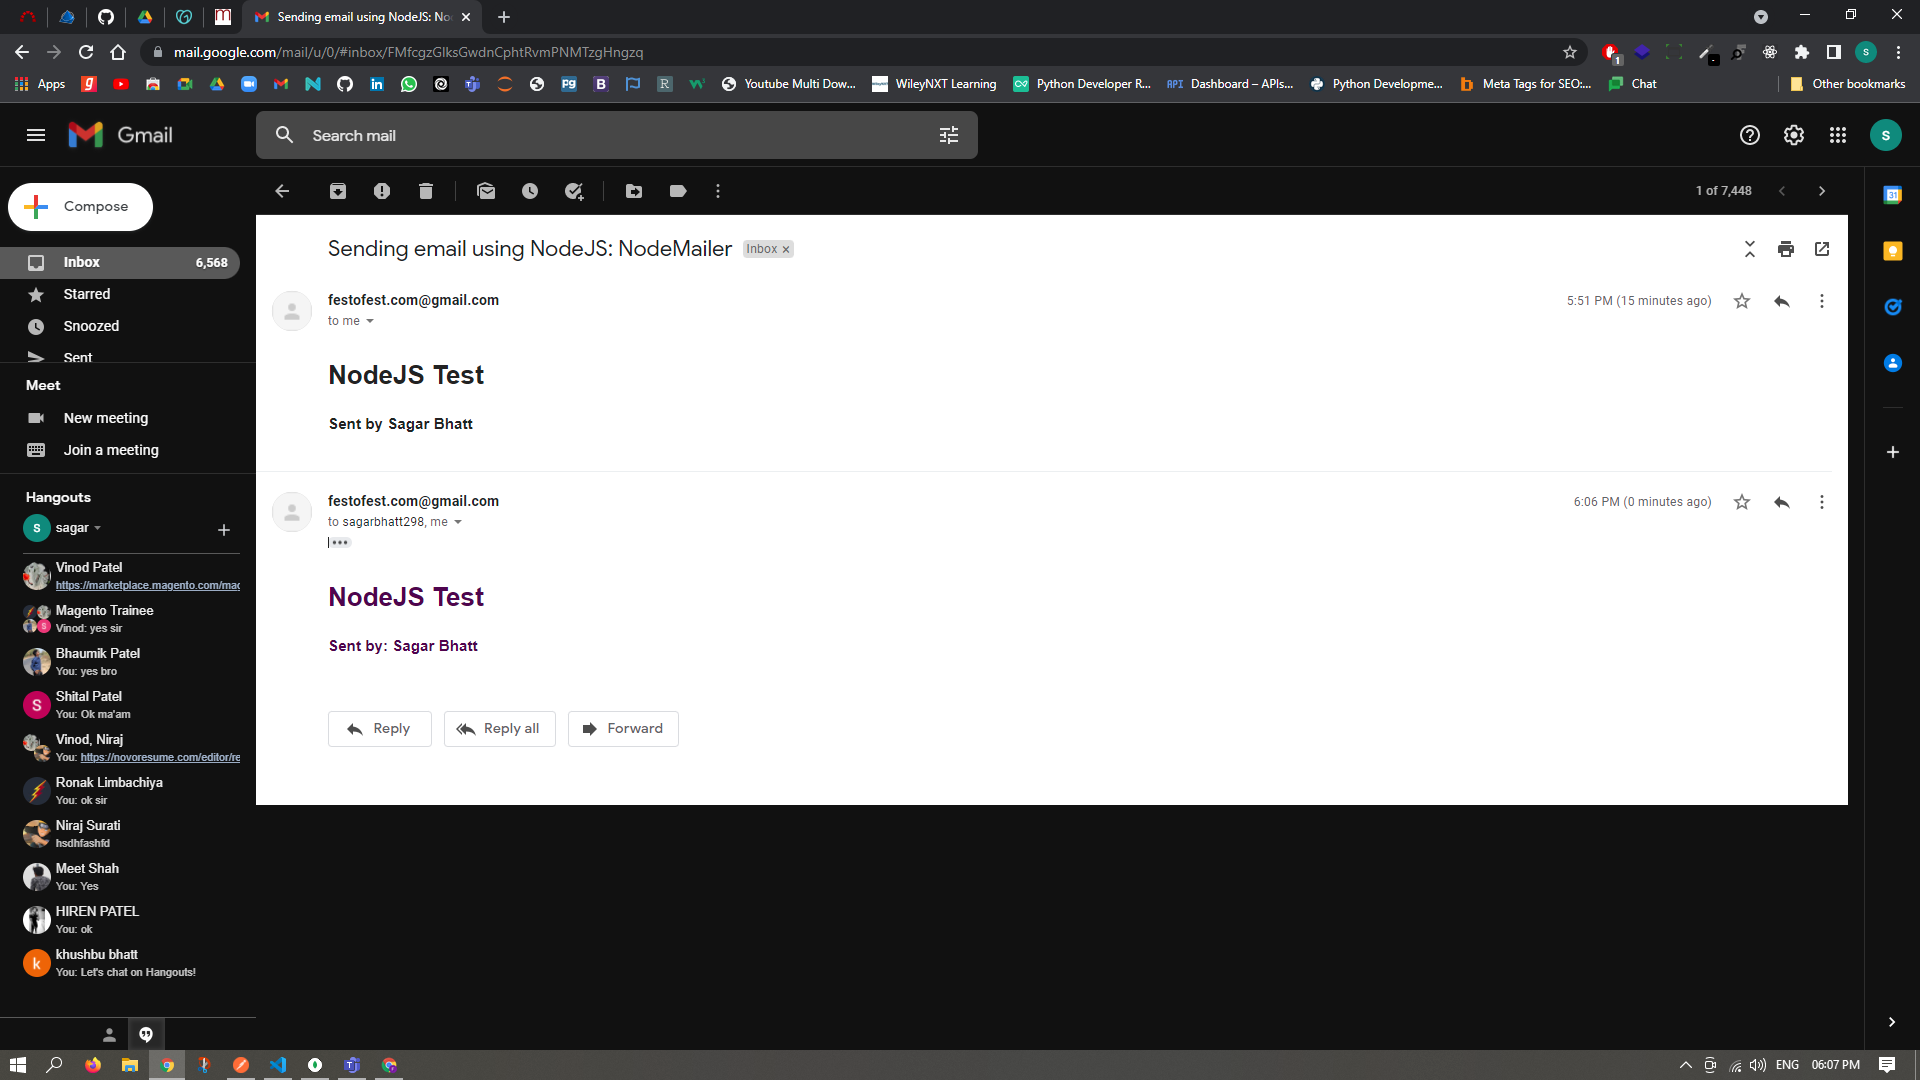 Sending email using NodeJS: No
mail.google.com/mail/u/0/#inbox/FMfcgzGlksGwdnCphtRvmPNMTzgHngzq
Apps
Youtube Multi Dow...
WileyNXT Learning
Python Developer R...
API
Dashboard – APIs...
Python Developme...
Meta Tags for SEO:...
Chat
Other bookmarks
Gmail
Search mail
S
Compose
1 of 7,448
Inbox
6,568
Starred
Snoozed
Sent
Meet
New meeting
Join a meeting
Hangouts
S
sagar
Vinod Patel
https://marketplace.magento.com/mag
Magento Trainee
Vinod: yes sir
Bhaumik Patel
You: yes bro
S
Shital Patel
You: Ok ma'am
Vinod, Niraj
You: https://novoresume.com/editor/re
Ronak Limbachiya
You: ok sir
Niraj Surati
hsdhfashfd
Meet Shah
You: Yes
HIREN PATEL
You: ok
k
khushbu bhatt
You: Let's chat on Hangouts!
Sending email using NodeJS: NodeMailer
Inbox x
festofest.com@gmail.com
5:51 PM (15 minutes ago)
to me
NodeJS Test
Sent by Sagar Bhatt
festofest.com@gmail.com
6:06 PM (0 minutes ago)
to sagarbhatt298, me
NodeJS Test
Sent by: Sagar Bhatt
Reply
Reply all
Forward
31
ENG
06:07 PM